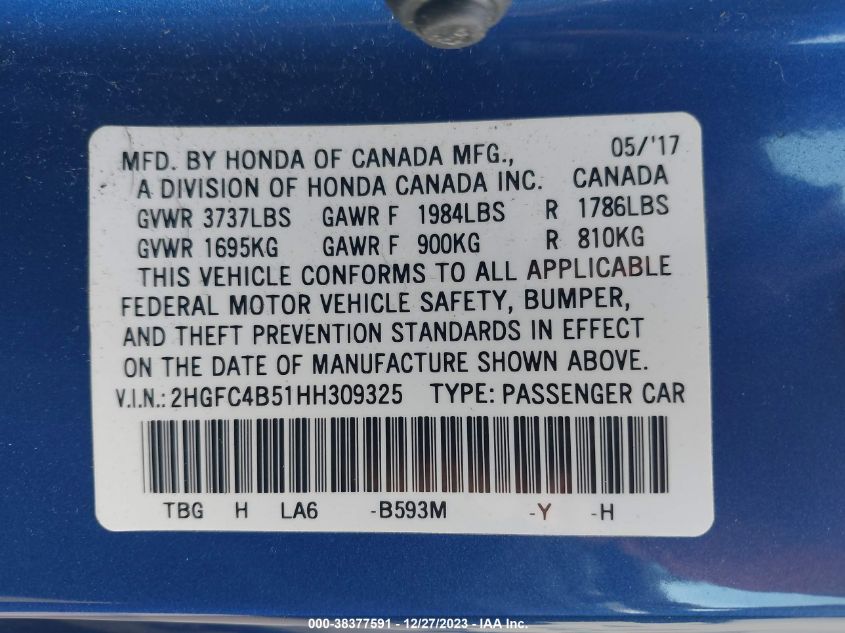 MFD. BY HONDA OF CANADA MFG., 05/'17
A DIVISION OF HONDA CANADA INC. CANADA
GVWR 3737LBS GAWR F 1984LBS R 1786LBS
GVWR 1695KG GAWR F 900KG R 810KG
THIS VEHICLE CONFORMS TO ALL APPLICABLE
FEDERAL MOTOR VEHICLE SAFETY, BUMPER,
AND THEFT PREVENTION STANDARDS IN EFFECT
ON THE DATE OF MANUFACTURE SHOWN ABOVE.
V.I.N.: 2HGFC4B51HH309325 TYPE: PASSENGER CAR
TBG H LA6 -B593M -Y -H
000-38377591 - 12/27/2023 - IAA Inc.